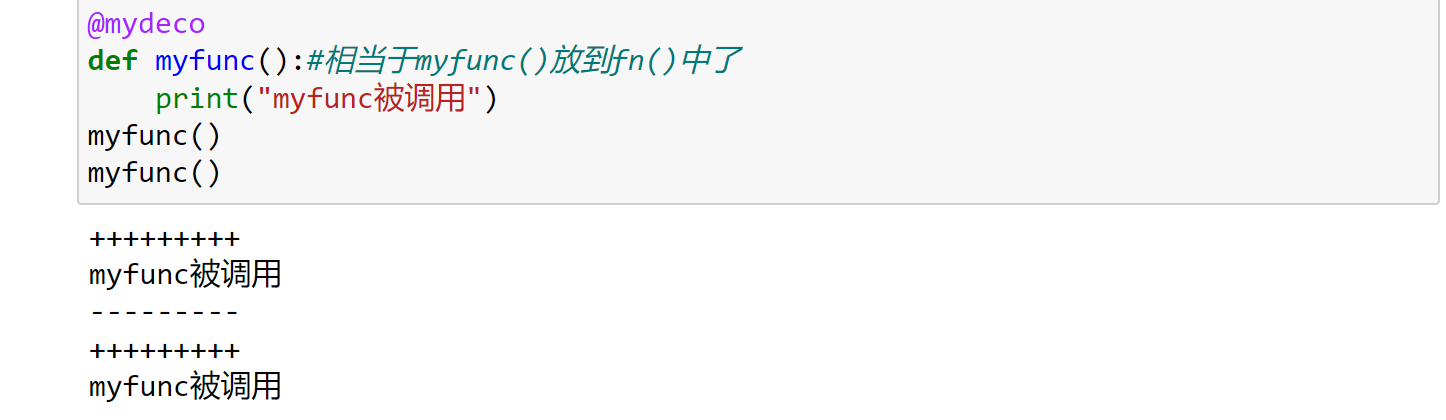 @mydeco
def myfunc():#相当于myfunc()放到fn()中了
    print("myfunc被调用")
myfunc()
myfunc()
+++++++++
myfunc被调用
---------
+++++++++
myfunc被调用